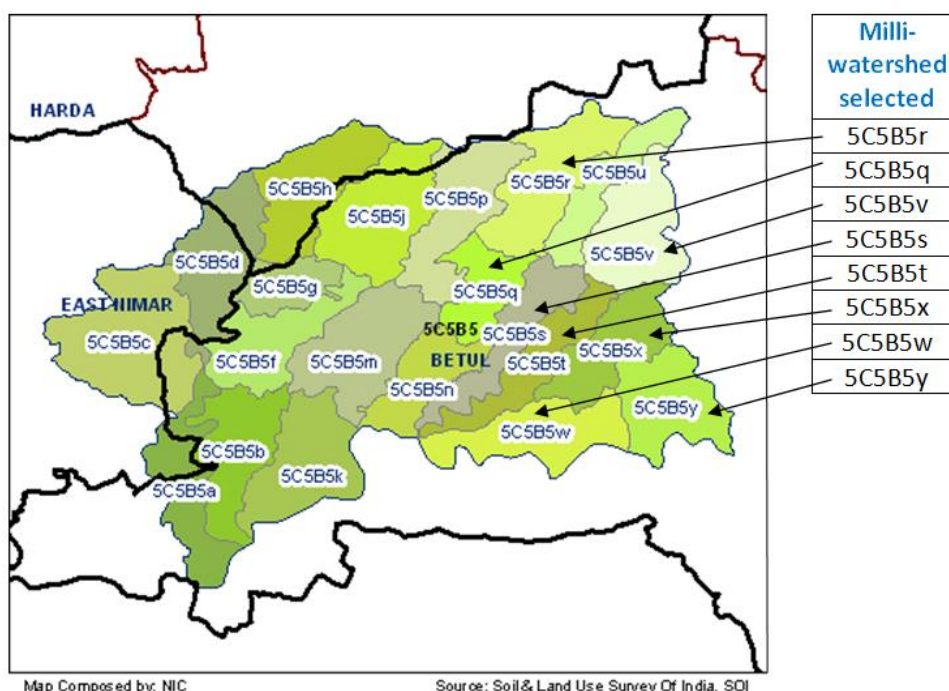 HARDA
5C5B5h
5C5B5j
5C5B5p
5C5B5r
5C5B5u
5C5B5d
5C5B5g
5C5B5v
EAST NIMAR
5C5B5q
5C5B5c
5C5B5f
5C5B5m
5C5B5
BETUL
5C5B5s
5C5B5t
5C5B5x
5C5B5n
5C5B5y
5C5B5w
5C5B5b
5C5B5k
5C5B5a
Map Composed by: NIC
Source: Soil & Land Use Survey Of India, SOI
Milli-
watershed
selected
5C5B5r
5C5B5q
5C5B5v
5C5B5s
5C5B5t
5C5B5x
5C5B5w
5C5B5y